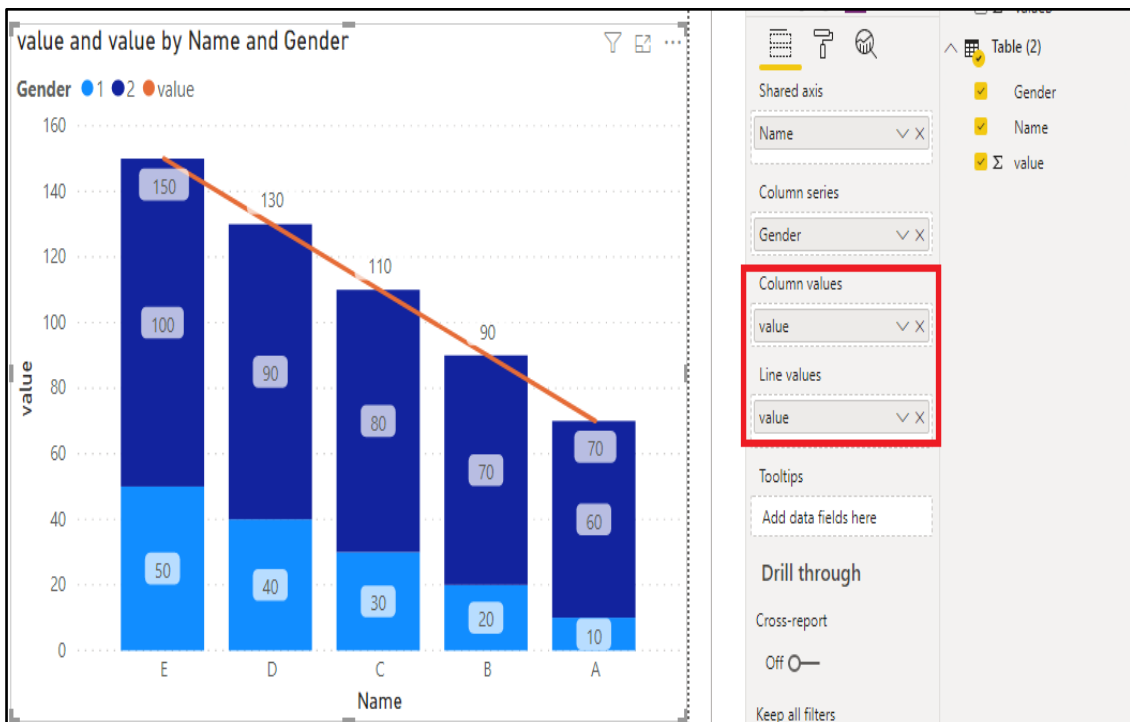 value and value by Name and Gender
Gender 1 2 value
160
140
120
100
80
60
40
20
0
value
150
130
110
90
100
90
80
70
70
60
50
40
30
20
10
E D C B A
Name
Shared axis
Name
Column series
Gender
Column values
value
Line values
value
Tooltips
Add data fields here
Drill through
Cross-report
Off
Keep all filters
Table (2)
Gender
Name
Σ value